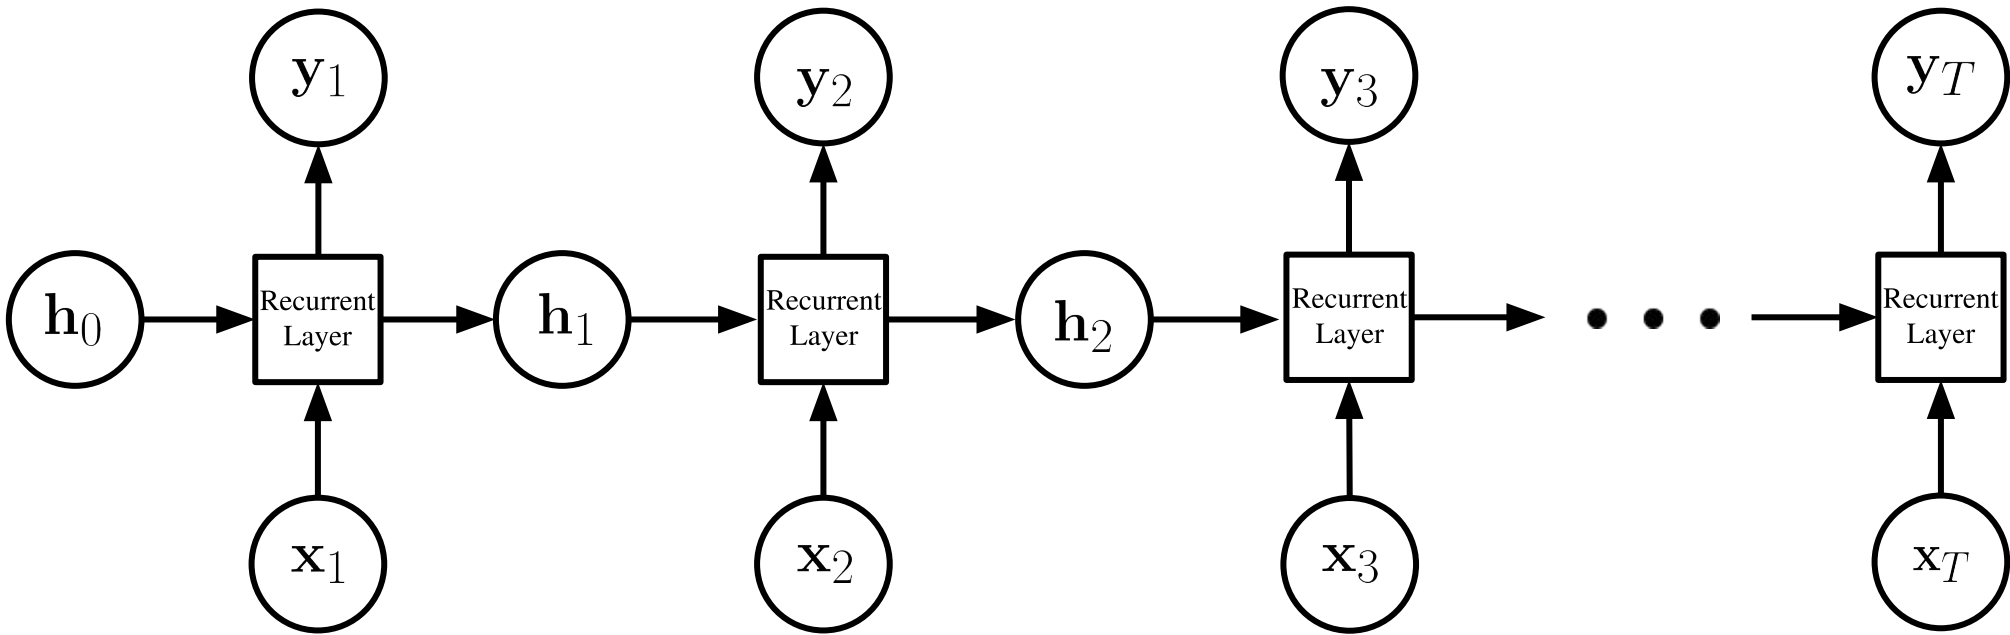 y1 y2 y3 yT
h0 Recurrent Layer h1 Recurrent Layer h2 Recurrent Layer Recurrent Layer
x1 x2 x3 xT